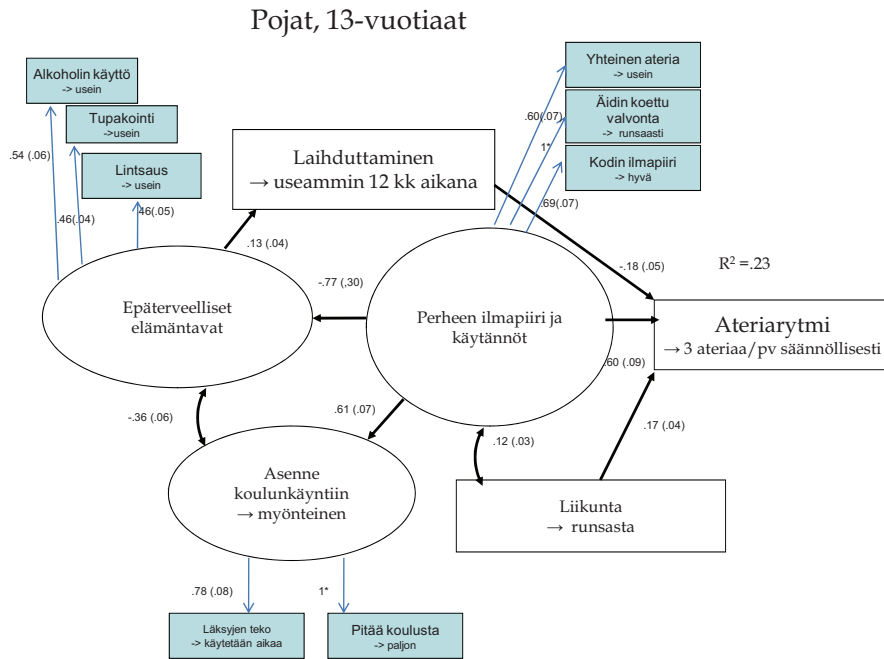 Pojat, 13-vuotiaat
Alkoholin käyttö
-> usein
Tupakointi
->usein
Lintsaus
-> usein
.54 (.06)
.46(.04)
.46(.05)
Laihduttaminen
→ useammin 12 kk aikana
Yhteinen ateria
-> usein
Äidin koettu
valvonta
-> runsaasti
Kodin ilmapiiri
-> hyvä
.60(.07)
1*
.69(.07)
.13 (.04)
-.77 (,30)
-.18 (.05)
R² =.23
Epäterveelliset
elämäntavat
Perheen ilmapiiri ja
käytännöt
Ateriarytmi
→ 3 ateriaa/pv säännöllisesti
.60 (.09)
-.36 (.06)
.61 (.07)
.12 (.03)
.17 (.04)
Asenne
koulunkäyntiin
→ myönteinen
Liikunta
→ runsasta
.78 (.08)
1*
Läksyjen teko
-> käytetään aikaa
Pitää koulusta
-> paljon